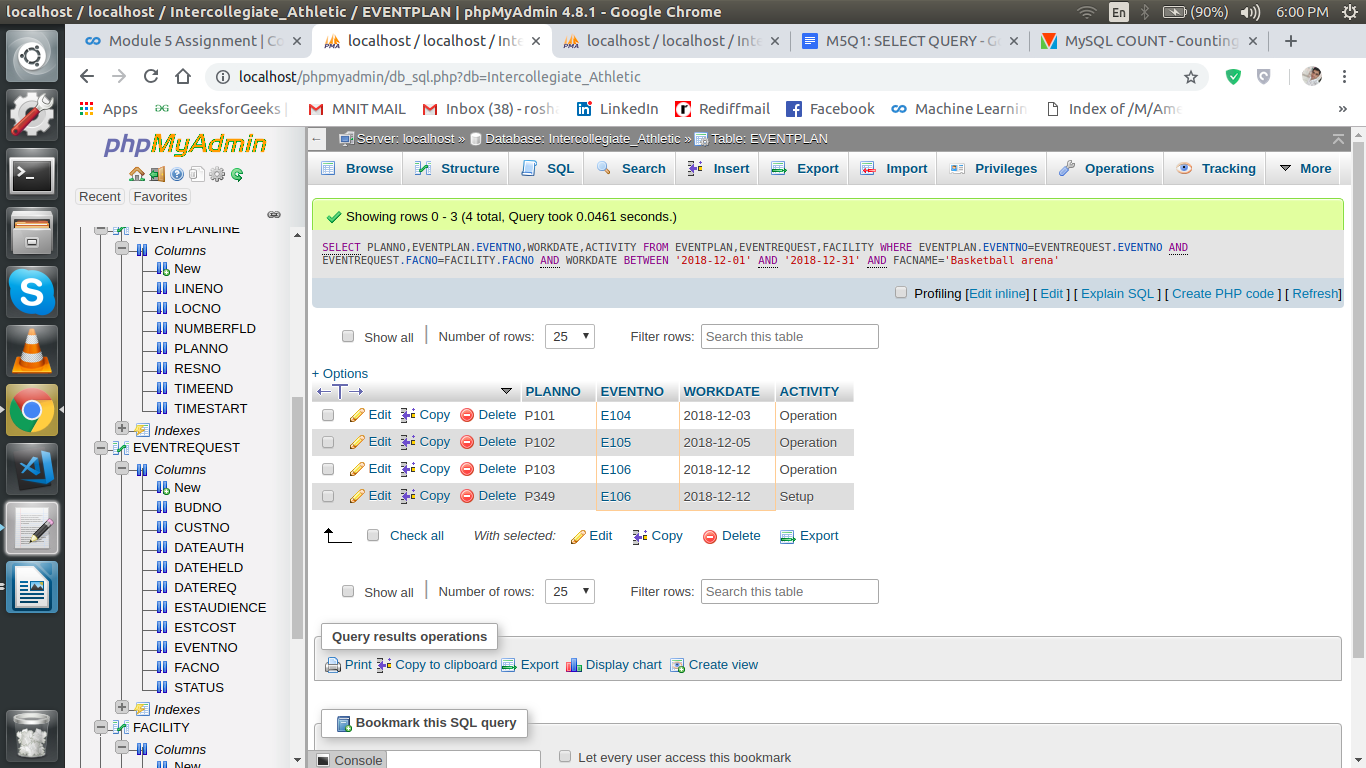 localhost / localhost / Intercollegiate_Athletic / EVENTPLAN | phpMyAdmin 4.8.1 - Google Chrome
En (90%) 6:00 PM
Module 5 Assignment | Co localhost / localhost / Inte localhost / localhost / Inte M5Q1: SELECT QUERY - Go MySQL COUNT - Counting
localhost/phpmyadmin/db_sql.php?db=Intercollegiate_Athletic
Apps GeeksforGeeks | MNIT MAIL Inbox (38) - rosh LinkedIn Rediffmail Facebook Machine Learnin Index of /M/Ame »
phpMyAdmin
Recent Favorites
EVENTPLANLINE
Columns
New
LINENO
LOCNO
NUMBERFLD
PLANNO
RESNO
TIMEEND
TIMESTART
Indexes
EVENTREQUEST
Columns
New
BUDNO
CUSTNO
DATEAUTH
DATEHELD
DATEREQ
ESTAUDIENCE
ESTCOST
EVENTNO
FACNO
STATUS
Indexes
FACILITY
Columns
New
Server: localhost » Database: Intercollegiate_Athletic » Table: EVENTPLAN
Browse Structure SQL Search Insert Export Import Privileges Operations Tracking More
Showing rows 0 - 3 (4 total, Query took 0.0461 seconds.)
SELECT PLANNO,EVENTPLAN.EVENTNO,WORKDATE,ACTIVITY FROM EVENTPLAN,EVENTREQUEST,FACILITY WHERE EVENTPLAN.EVENTNO=EVENTREQUEST.EVENTNO AND
EVENTREQUEST.FACNO=FACILITY.FACNO AND WORKDATE BETWEEN '2018-12-01' AND '2018-12-31' AND FACNAME='Basketball arena'
Profiling [Edit inline] [ Edit ] [ Explain SQL ] [ Create PHP code ] [ Refresh]
Show all | Number of rows: 25 Filter rows: Search this table
+ Options
←T→ PLANNO EVENTNO WORKDATE ACTIVITY
Edit Copy Delete P101 E104 2018-12-03 Operation
Edit Copy Delete P102 E105 2018-12-05 Operation
Edit Copy Delete P103 E106 2018-12-12 Operation
Edit Copy Delete P349 E106 2018-12-12 Setup
Check all With selected: Edit Copy Delete Export
Show all | Number of rows: 25 Filter rows: Search this table
Query results operations
Print Copy to clipboard Export Display chart Create view
Bookmark this SQL query
Console Let every user access this bookmark